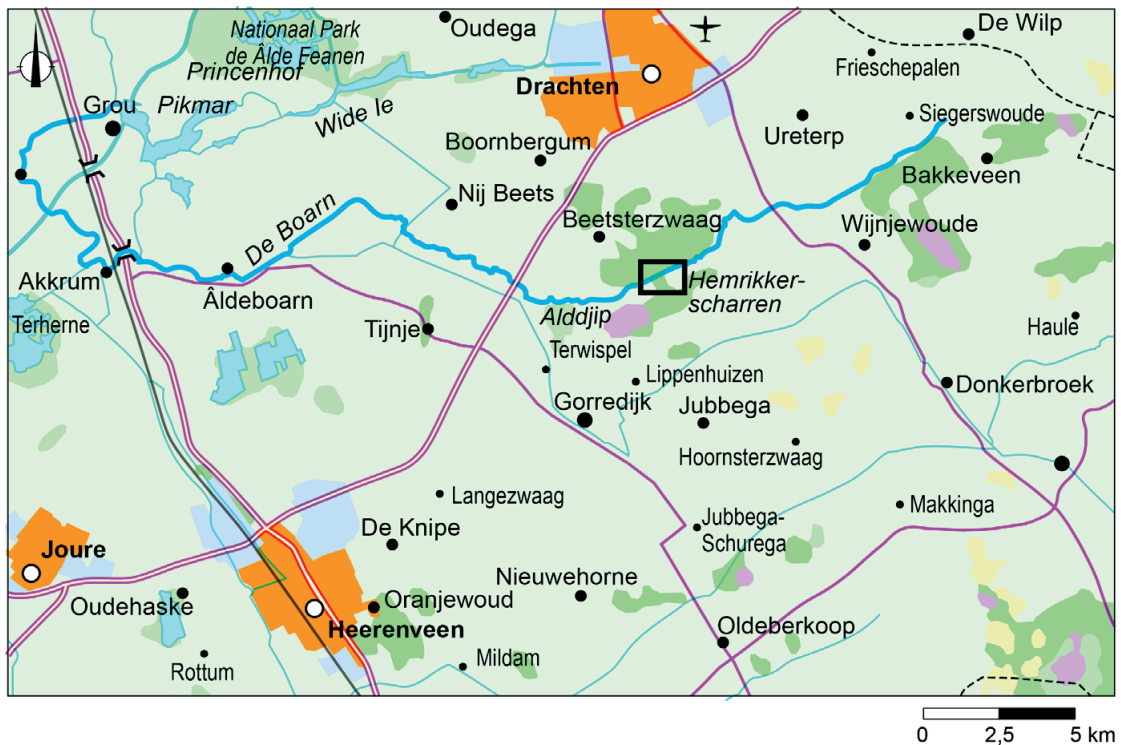 De Wilp
Nationaal Park
de Âlde Feanen
Oudega
Frieschepalen
Princenhof
Drachten
Grou
Pikmar
Wide Ie
Siegerswoude
Ureterp
Boornbergum
Bakkeveen
Nij Beets
De Boarn
Beetsterzwaag
Wijnjewoude
Akkrum
Hemrikker-
scharren
Âldeboarn
Alddjip
Terherne
Tijnje
Haule
Terwispel
Lippenhuizen
Donkerbroek
Gorredijk
Jubbega
Hoornsterzwaag
Langezwaag
Makkinga
Jubbega-
Schurega
De Knipe
Joure
Nieuwehorne
Oudehaske
Oranjewoud
Heerenveen
Oldeberkoop
Mildam
Rottum
0 2,5 5 km